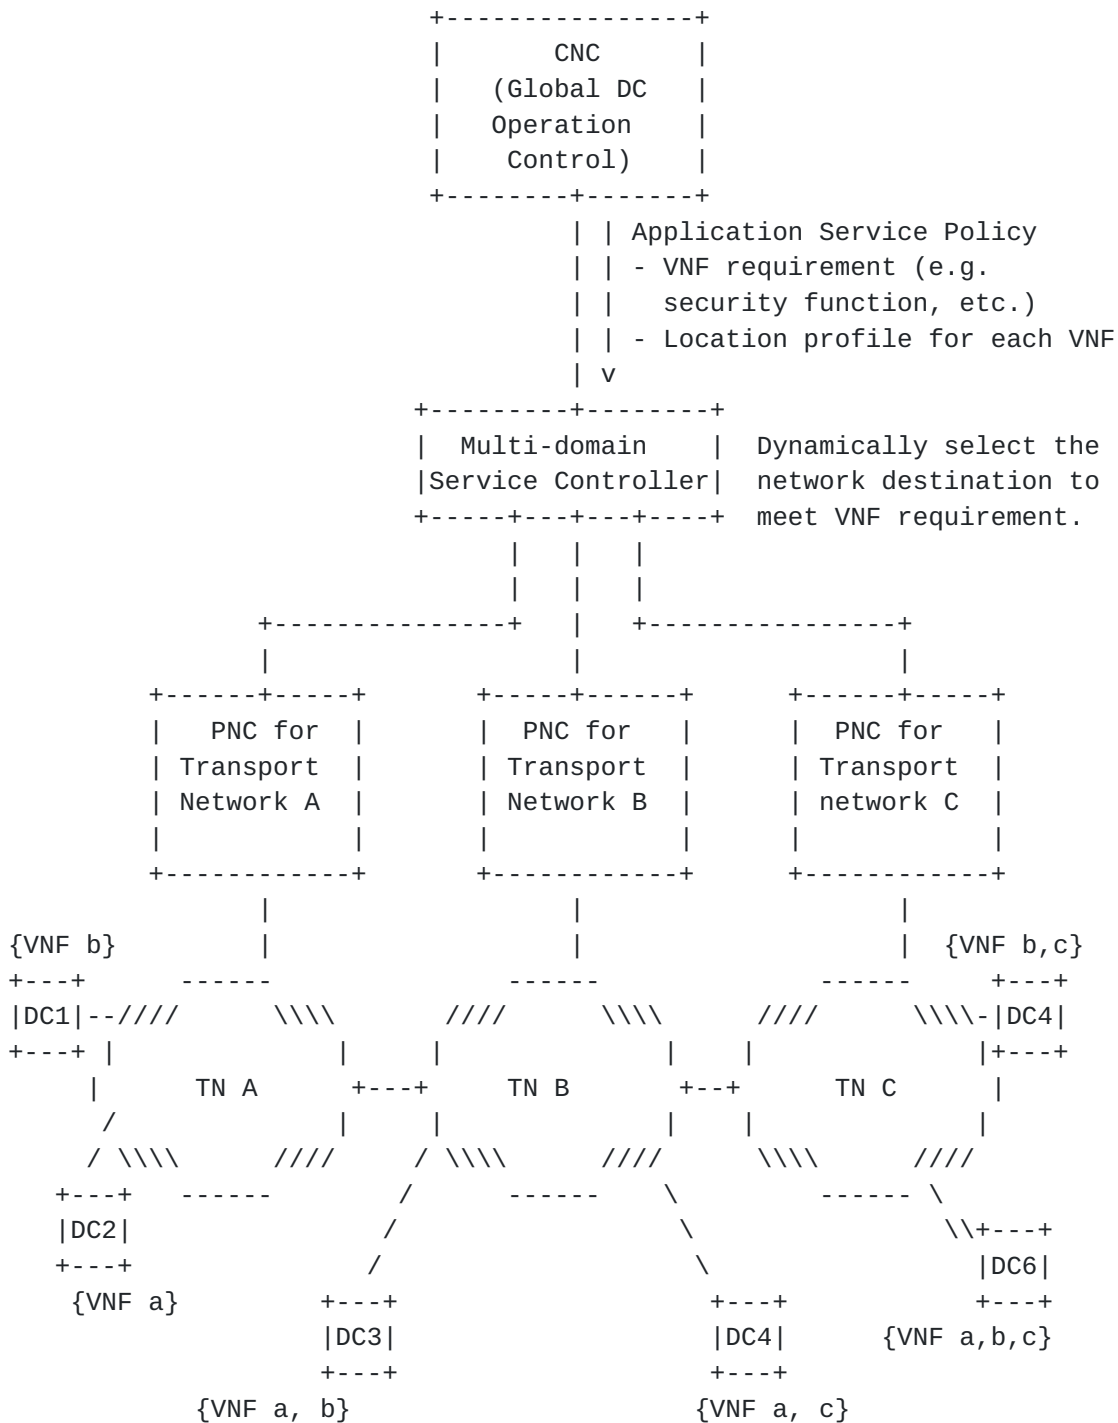 CNC
(Global DC
Operation
Control)
Application Service Policy
- VNF requirement (e.g.
security function, etc.)
- Location profile for each VNF
v
Multi-domain
Service Controller
Dynamically select the
network destination to
meet VNF requirement.
PNC for
Transport
Network A
PNC for
Transport
Network B
PNC for
Transport
network C
{VNF b}
{VNF b,c}
DC1
DC4
TN A
TN B
TN C
DC2
DC6
{VNF a}
DC3
DC4
{VNF a,b,c}
{VNF a, b}
{VNF a, c}